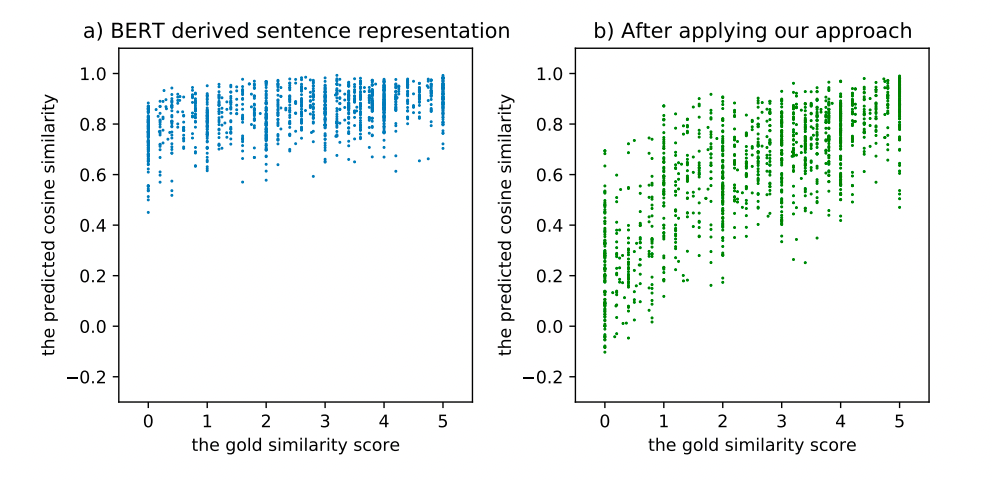 a) BERT derived sentence representation
the predicted cosine similarity
1.0
0.8
0.6
0.4
0.2
0.0
−0.2
0 1 2 3 4 5
the gold similarity score
b) After applying our approach
the predicted cosine similarity
1.0
0.8
0.6
0.4
0.2
0.0
−0.2
0 1 2 3 4 5
the gold similarity score